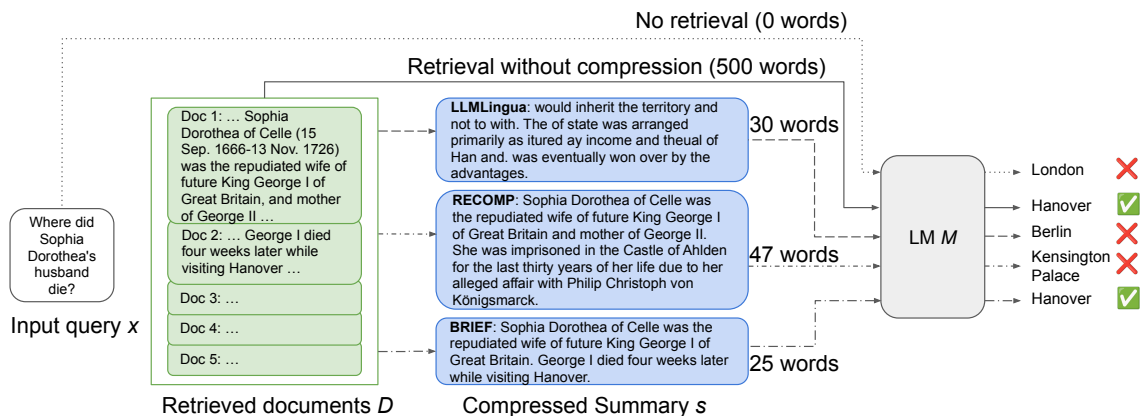 No retrieval (0 words)
Retrieval without compression (500 words)
Where did
Sophia
Dorothea's
husband
die?
Input query x
Doc 1: … Sophia
Dorothea of Celle (15
Sep. 1666-13 Nov. 1726)
was the repudiated wife of
future King George I of
Great Britain, and mother
of George II …
Doc 2: … George I died
four weeks later while
visiting Hanover …
Doc 3: …
Doc 4: …
Doc 5: …
Retrieved documents D
LLMLingua: would inherit the territory and
not to with. The of state was arranged
primarily as itured ay income and theual of
Han and. was eventually won over by the
advantages.
30 words
RECOMP: Sophia Dorothea of Celle was
the repudiated wife of future King George I
of Great Britain and mother of George II.
She was imprisoned in the Castle of Ahlden
for the last thirty years of her life due to her
alleged affair with Philip Christoph von
Königsmarck.
47 words
BRIEF: Sophia Dorothea of Celle was the
repudiated wife of future King George I of
Great Britain. George I died four weeks later
while visiting Hanover.
25 words
Compressed Summary s
LM M
London
Hanover
Berlin
Kensington
Palace
Hanover